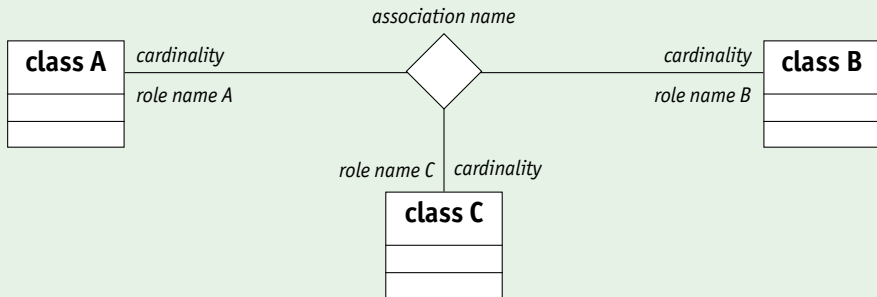 association name
class A
cardinality
cardinality
class B
role name A
role name B
role name C
cardinality
class C